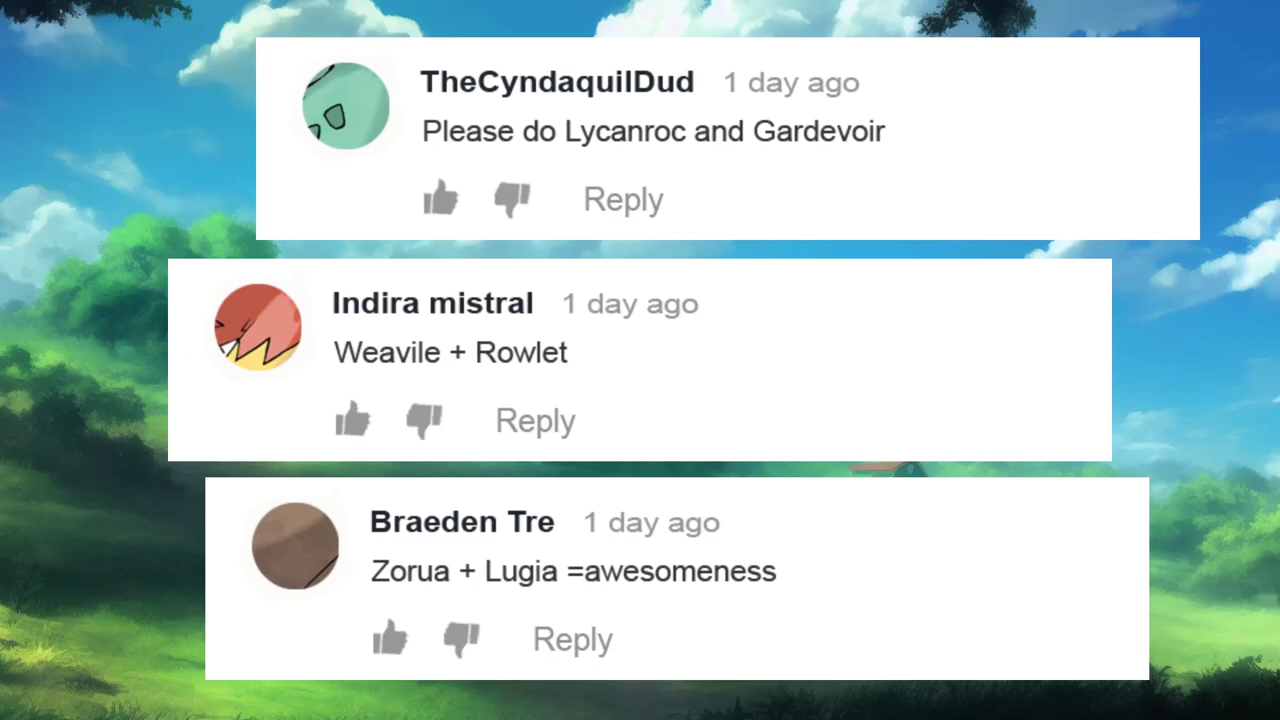 TheCyndaquilDud 1 day ago
Please do Lycanroc and Gardevoir
Reply
Indira mistral 1 day ago
Weavile + Rowlet
Reply
Braeden Tre 1 day ago
Zorua + Lugia =awesomeness
Reply